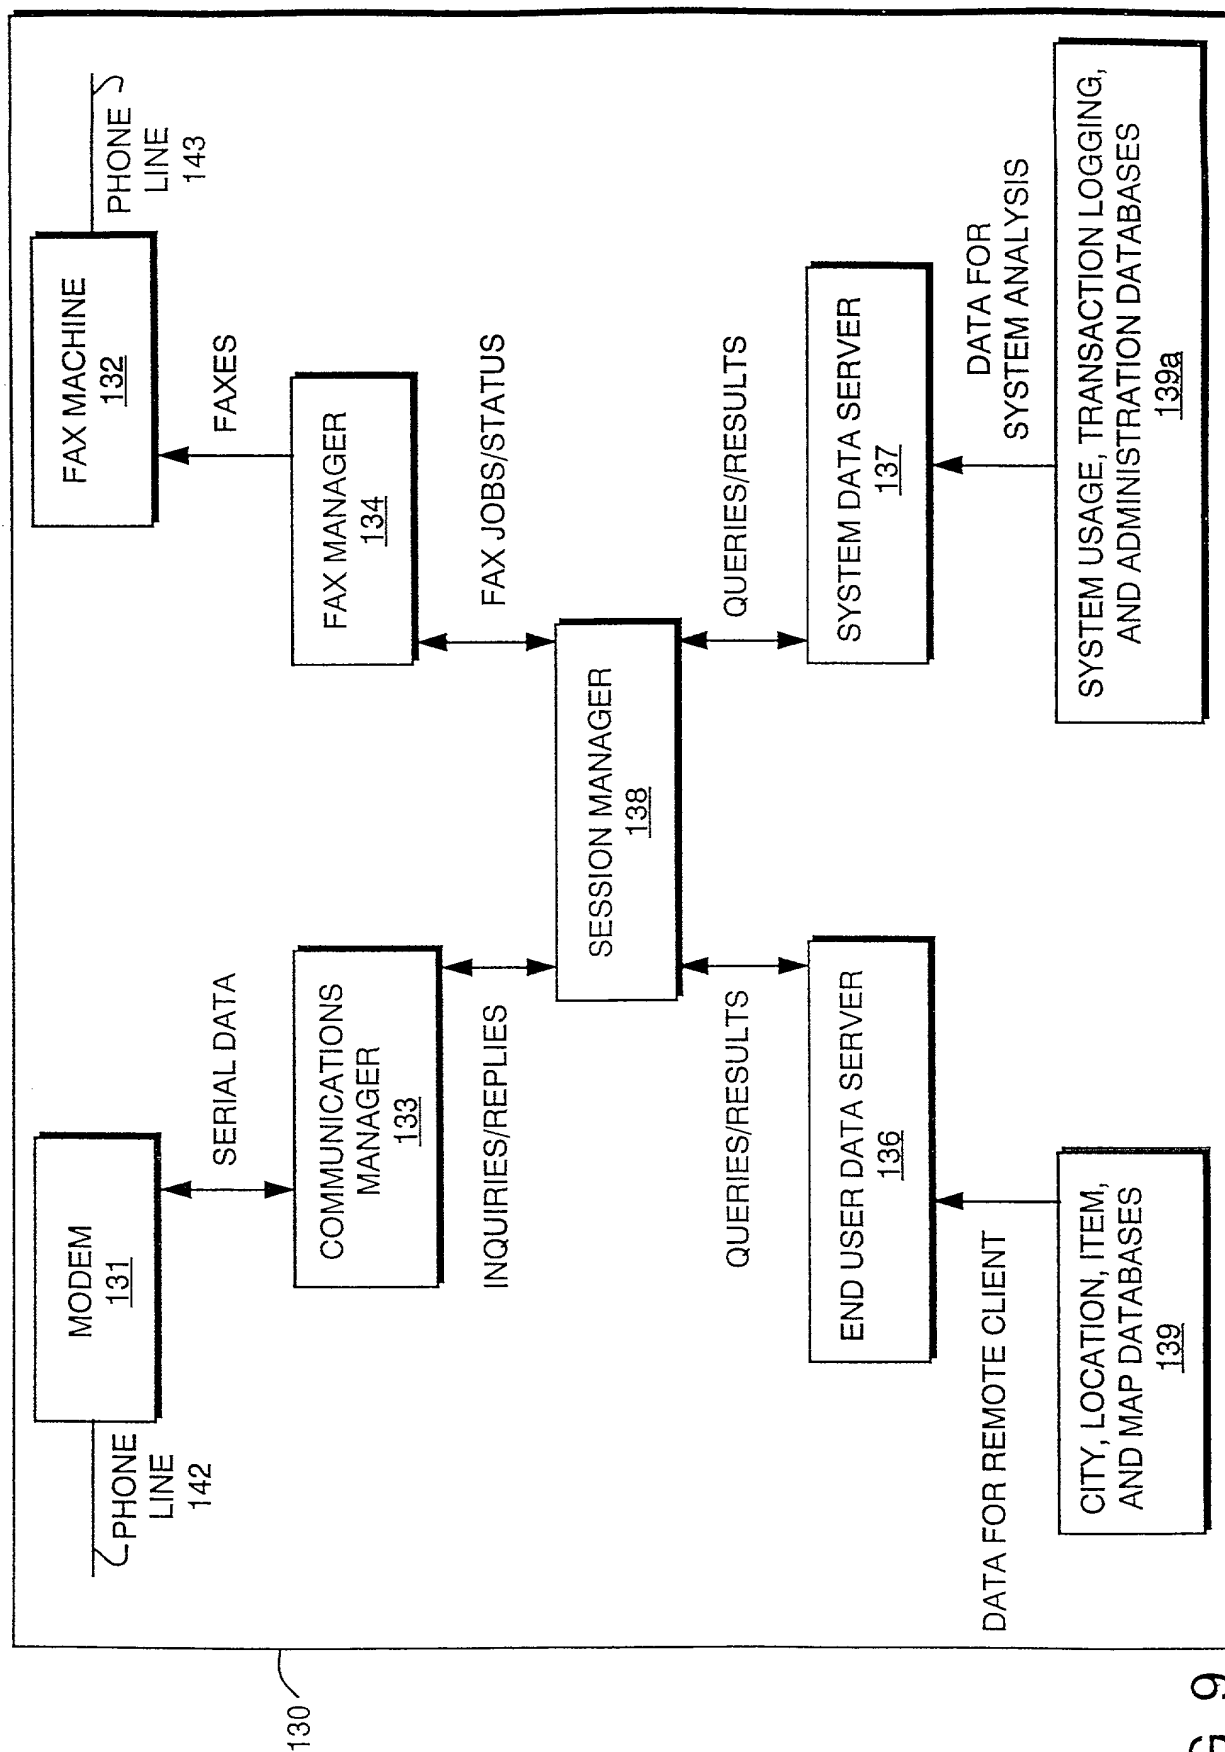 PHONE
LINE
142
MODEM
131
FAX MACHINE
132
PHONE
LINE
143
SERIAL DATA
FAXES
COMMUNICATIONS
MANAGER
133
FAX MANAGER
134
INQUIRIES/REPLIES
FAX JOBS/STATUS
130
SESSION MANAGER
138
QUERIES/RESULTS
QUERIES/RESULTS
END USER DATA SERVER
136
SYSTEM DATA SERVER
137
DATA FOR REMOTE CLIENT
DATA FOR
SYSTEM ANALYSIS
CITY, LOCATION, ITEM,
AND MAP DATABASES
139
SYSTEM USAGE, TRANSACTION LOGGING,
AND ADMINISTRATION DATABASES
139a